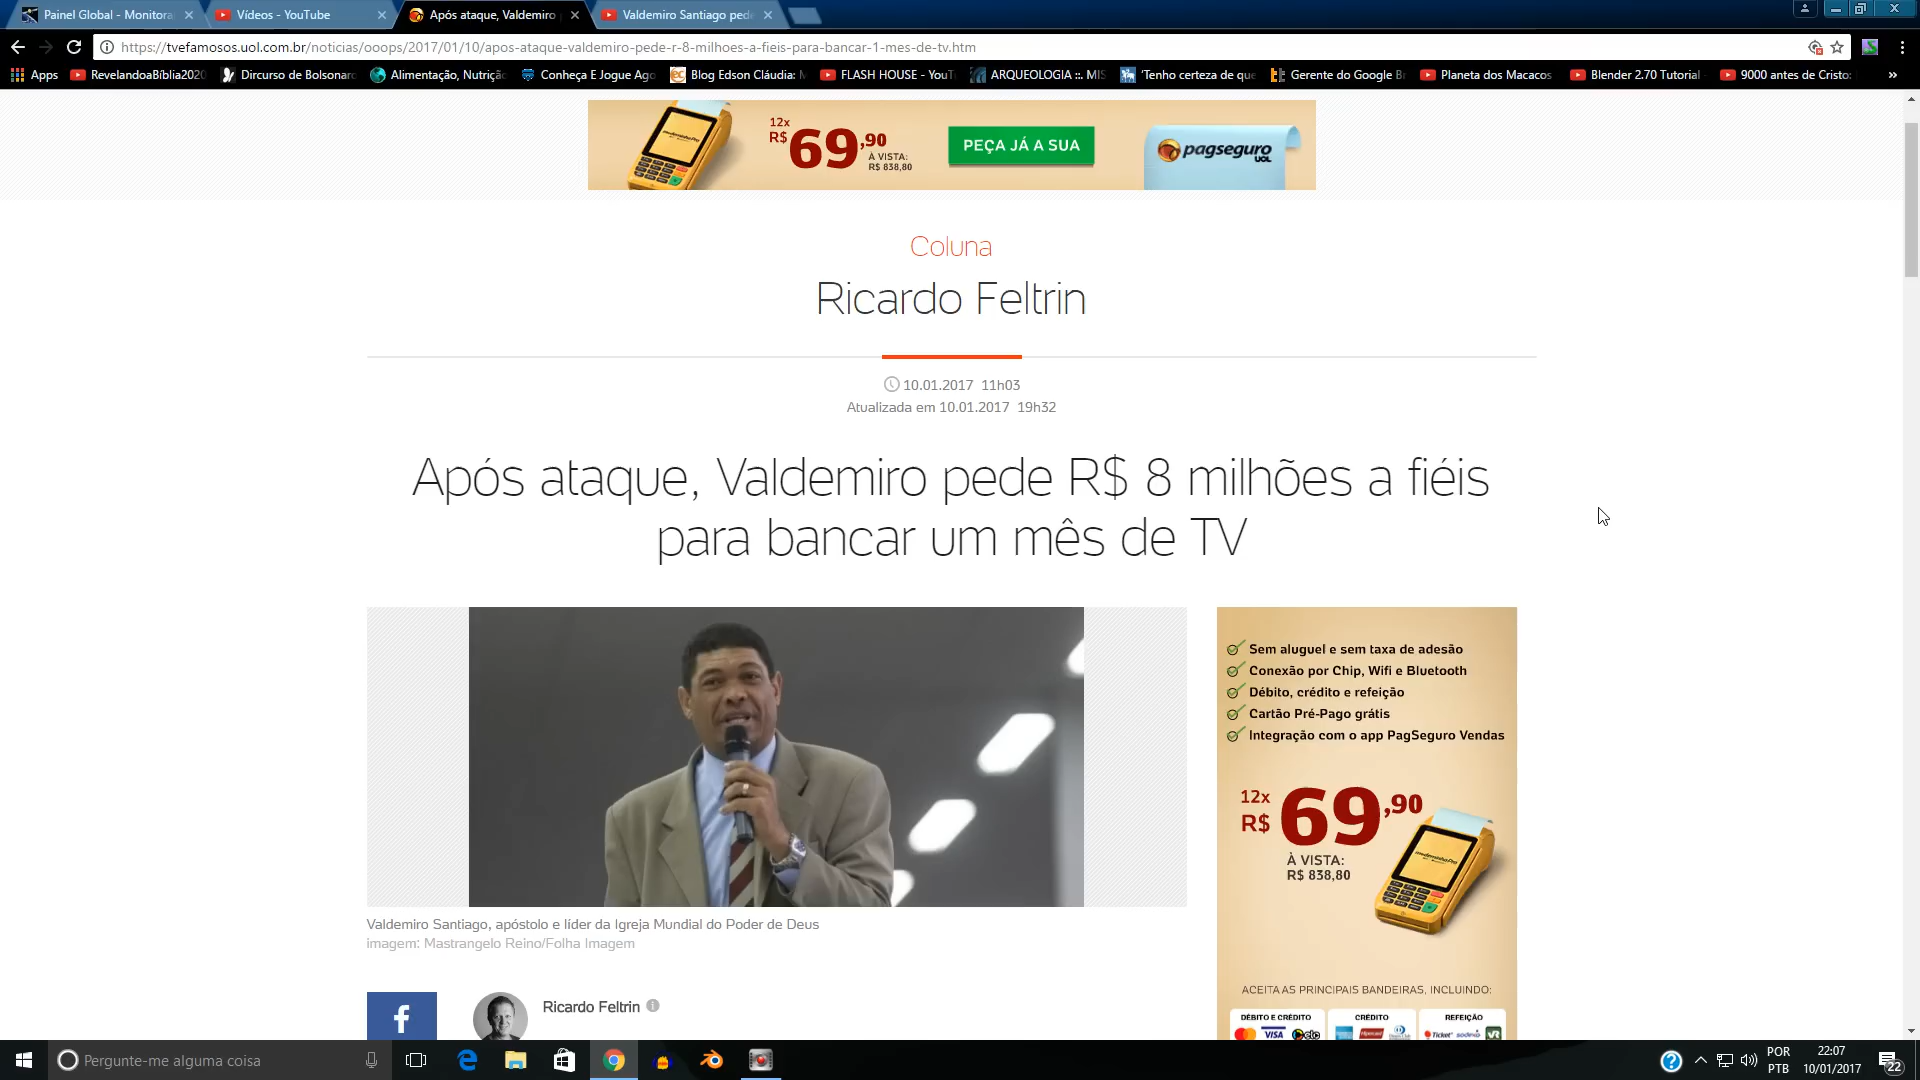 Painel Global - Monitora
Vídeos - YouTube
Após ataque, Valdemiro
Valdemiro Santiago ped
https://tvefamosos.uol.com.br/noticias/ooops/2017/01/10/apos-ataque-valdemiro-pede-r-8-milhoes-a-fieis-para-bancar-1-mes-de-tv.htm
Apps
RevelandoaBíblia2020
Dircurso de Bolsonaro
Alimentação, Nutriçã
Conheça E Jogue Ago
Blog Edson Cláudia: M
FLASH HOUSE - YouT
ARQUEOLOGIA ::. MIS
'Tenho certeza de que
Gerente do Google Br
Planeta dos Macacos
Blender 2.70 Tutorial
9000 antes de Cristo:
»
12x
R$69,90
À VISTA:
R$ 838,80
PEÇA JÁ A SUA
pagseguro
UOL
Coluna
Ricardo Feltrin
10.01.2017 11h03
Atualizada em 10.01.2017 19h32
Após ataque, Valdemiro pede R$ 8 milhões a fiéis
para bancar um mês de TV
Sem aluguel e sem taxa de adesão
Conexão por Chip, Wifi e Bluetooth
Débito, crédito e refeição
Cartão Pré-Pago grátis
Integração com o app PagSeguro Vendas
12x
R$69,90
À VISTA:
R$ 838,80
Valdemiro Santiago, apóstolo e líder da Igreja Mundial do Poder de Deus
imagem: Mastrangelo Reino/Folha Imagem
ACEITA AS PRINCIPAIS BANDEIRAS, INCLUINDO:
DÉBITO E CRÉDITO
CRÉDITO
REFEIÇÃO
VISA
elo
Hipercard
Ticket
sodexo
VR
f
Ricardo Feltrin
Pergunte-me alguma coisa
POR
PTB
22:07
10/01/2017
22